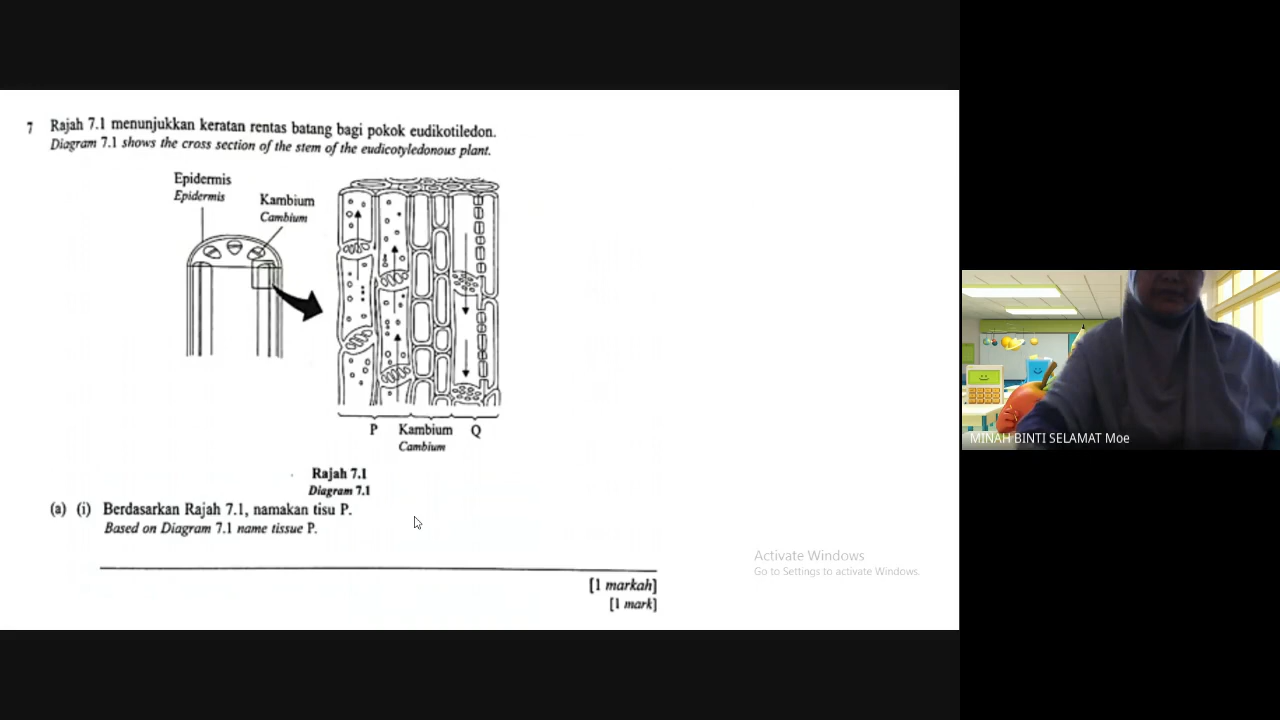 7 Rajah 7.1 menunjukkan keratan rentas batang bagi pokok eudikotiledon.
Diagram 7.1 shows the cross section of the stem of the eudicotyledonous plant.
Epidermis
Epidermis
Kambium
Cambium
P Kambium Q
Cambium
Rajah 7.1
Diagram 7.1
(a) (i) Berdasarkan Rajah 7.1, namakan tisu P.
Based on Diagram 7.1 name tissue P.
[1 markah]
[1 mark]
Activate Windows
Go to Settings to activate Windows.
MINAH BINTI SELAMAT Moe